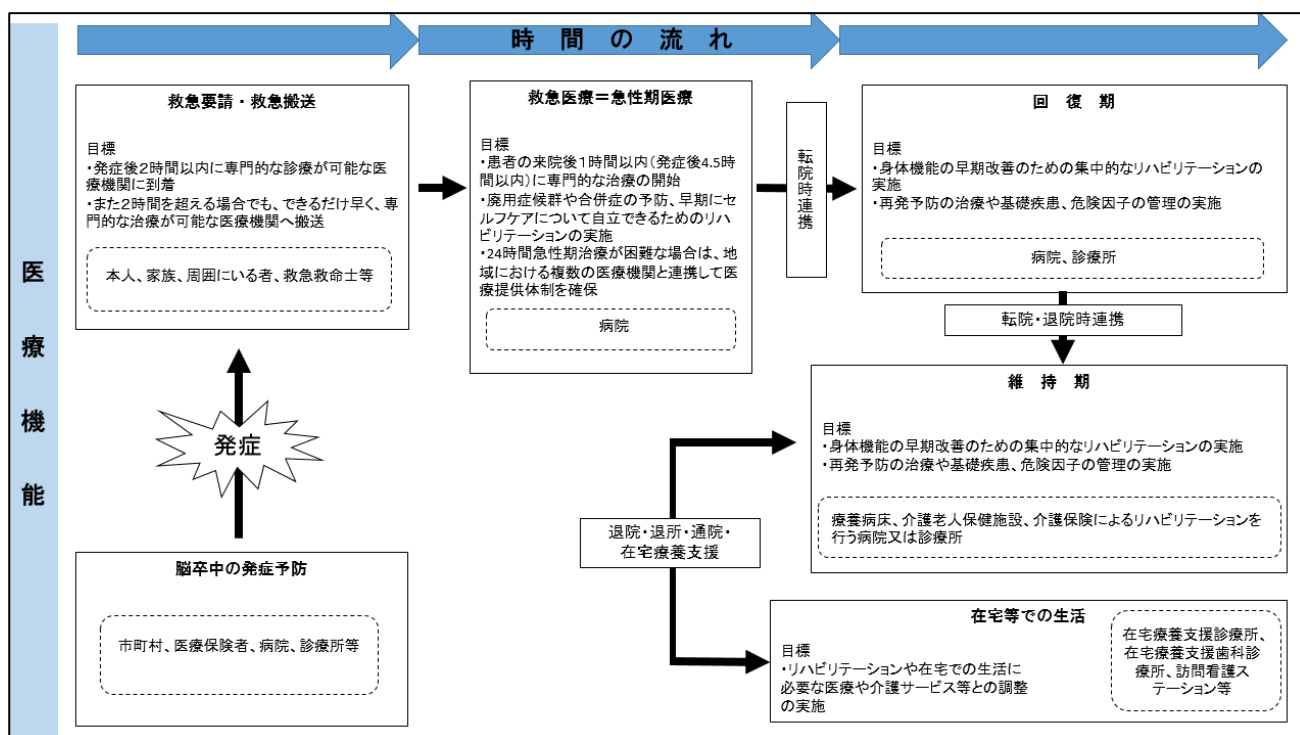 時間の流れ
医療機能
救急要請・救急搬送
目標
・発症後２時間以内に専門的な診療が可能な医
療機関に到着
・また２時間を超える場合でも、できるだけ早く、専
門的な治療が可能な医療機関へ搬送
本人、家族、周囲にいる者、救急救命士等
発症
脳卒中の発症予防
市町村、医療保険者、病院、診療所等
救急医療＝急性期医療
目標
・患者の来院後１時間以内（発症後4.5時
間以内）に専門的な治療の開始
・廃用症候群や合併症の予防、早期にセ
ルフケアについて自立できるためのリハ
ビリテーションの実施
・24時間急性期治療が困難な場合は、地
域における複数の医療機関と連携して医
療提供体制を確保
病院
転院時連携
回復期
目標
・身体機能の早期改善のための集中的なリハビリテーションの
実施
・再発予防の治療や基礎疾患、危険因子の管理の実施
病院、診療所
転院・退院時連携
維持期
目標
・身体機能の早期改善のための集中的なリハビリテーションの実施
・再発予防の治療や基礎疾患、危険因子の管理の実施
療養病床、介護老人保健施設、介護保険によるリハビリテーションを
行う病院又は診療所
退院・退所・通院・
在宅療養支援
在宅等での生活
目標
・リハビリテーションや在宅での生活に
必要な医療や介護サービス等との調整
の実施
在宅療養支援診療所、
在宅療養支援歯科診
療所、訪問看護ス
テーション等